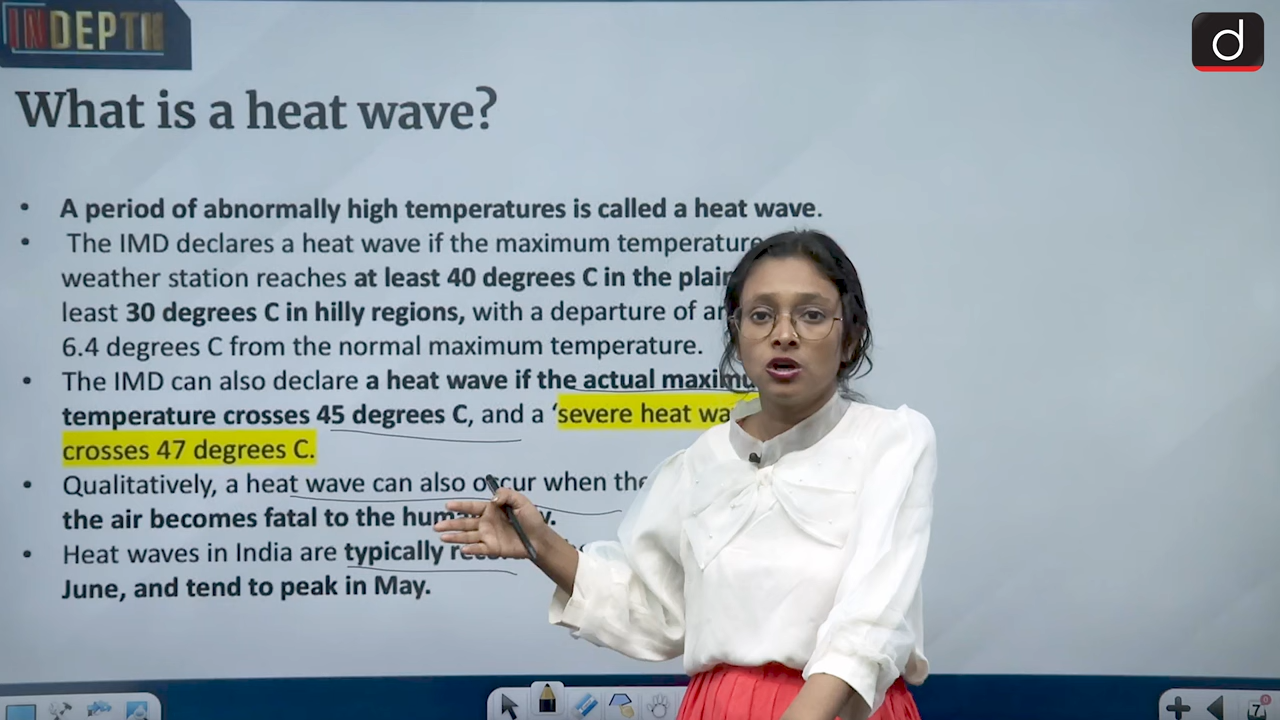 INDEPTH
d
What is a heat wave?
• A period of abnormally high temperatures is called a heat wave.
• The IMD declares a heat wave if the maximum temperature
weather station reaches at least 40 degrees C in the plain
least 30 degrees C in hilly regions, with a departure of
6.4 degrees C from the normal maximum temperature.
• The IMD can also declare a heat wave if the actual
temperature crosses 45 degrees C, and a ‘severe heat
crosses 47 degrees C.
• Qualitatively, a heat wave can also occur when the
the air becomes fatal to the
• Heat waves in India are typically
June, and tend to peak in May.
7